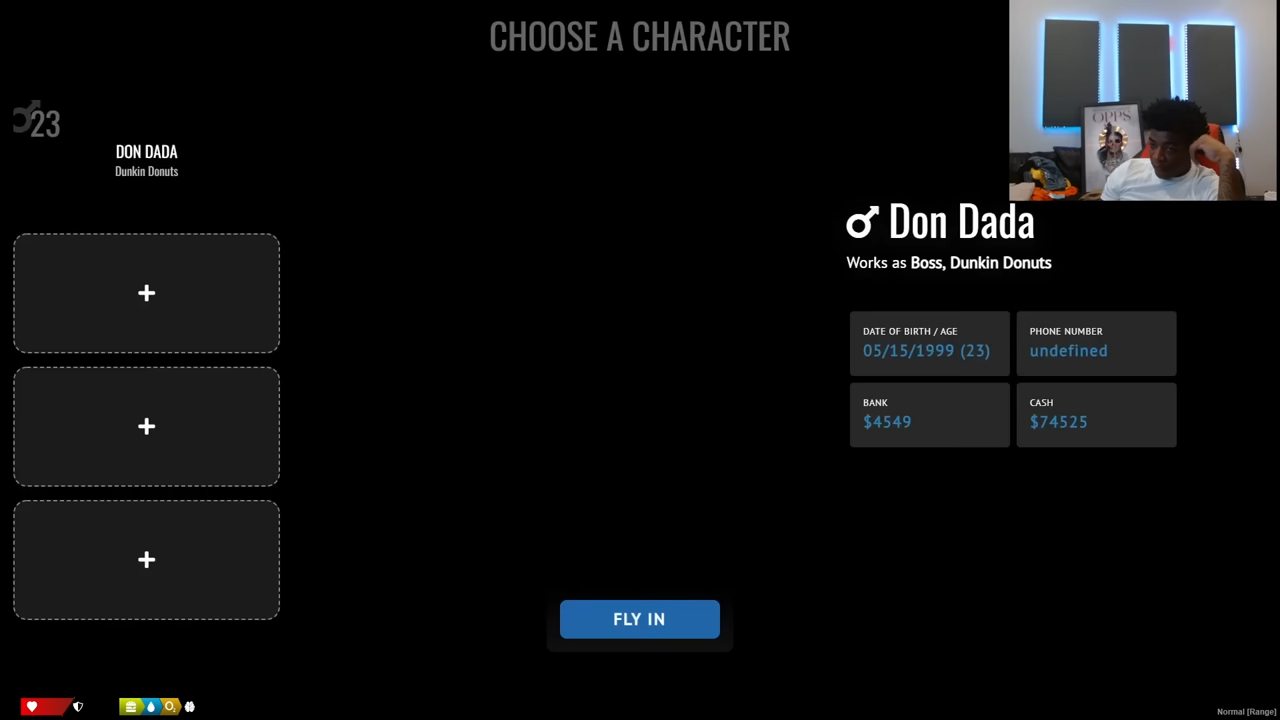 CHOOSE A CHARACTER
23
DON DADA
Dunkin Donuts
OPPS
Don Dada
Works as Boss, Dunkin Donuts
DATE OF BIRTH / AGE
05/15/1999 (23)
PHONE NUMBER
undefined
BANK
$4549
CASH
$74525
FLY IN
Normal [Range]